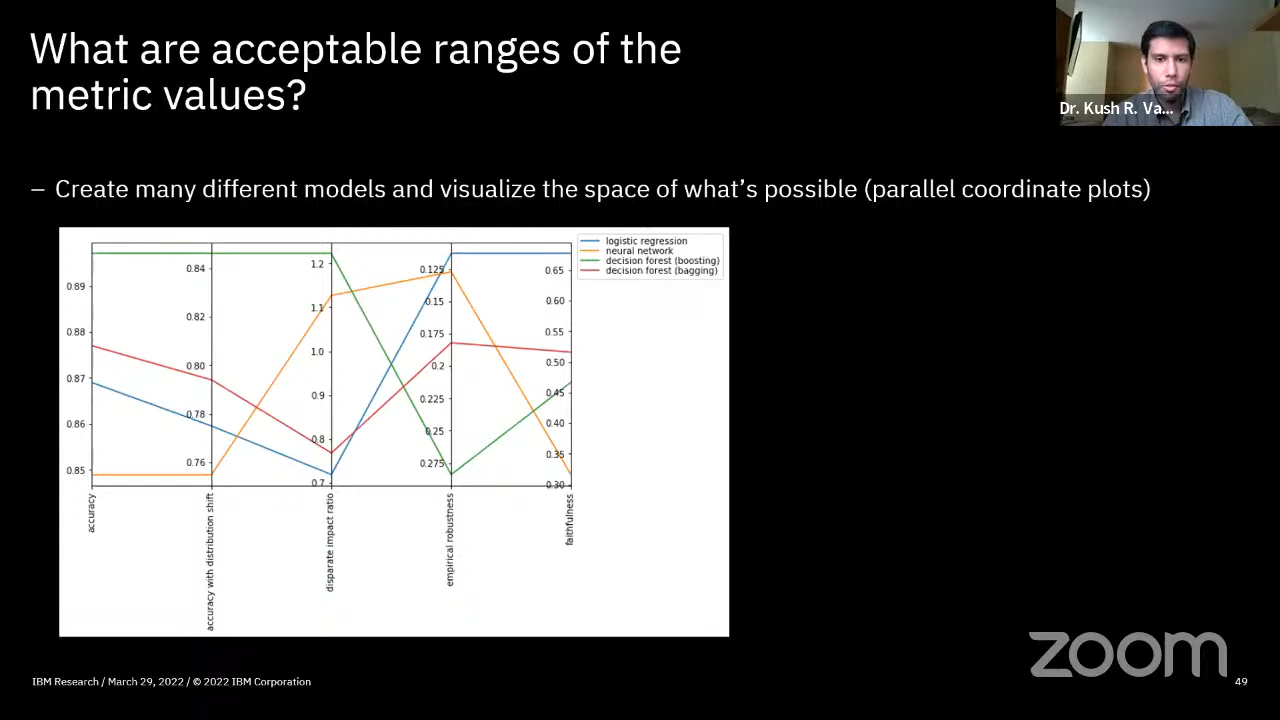 What are acceptable ranges of the
metric values?
Dr. Kush R. Va...
– Create many different models and visualize the space of what's possible (parallel coordinate plots)
logistic regression
neural network
decision forest (boosting)
decision forest (bagging)
0.89
0.88
0.87
0.86
0.85
0.84
0.82
0.80
0.78
0.76
1.2
1.1
1.0
0.9
0.8
0.7
0.125
0.15
0.175
0.2
0.225
0.25
0.275
0.65
0.60
0.55
0.50
0.45
0.40
0.35
0.30
accuracy
accuracy with distribution shift
disparate impact ratio
empirical robustness
faithfulness
zoom
IBM Research / March 29, 2022 / © 2022 IBM Corporation
49